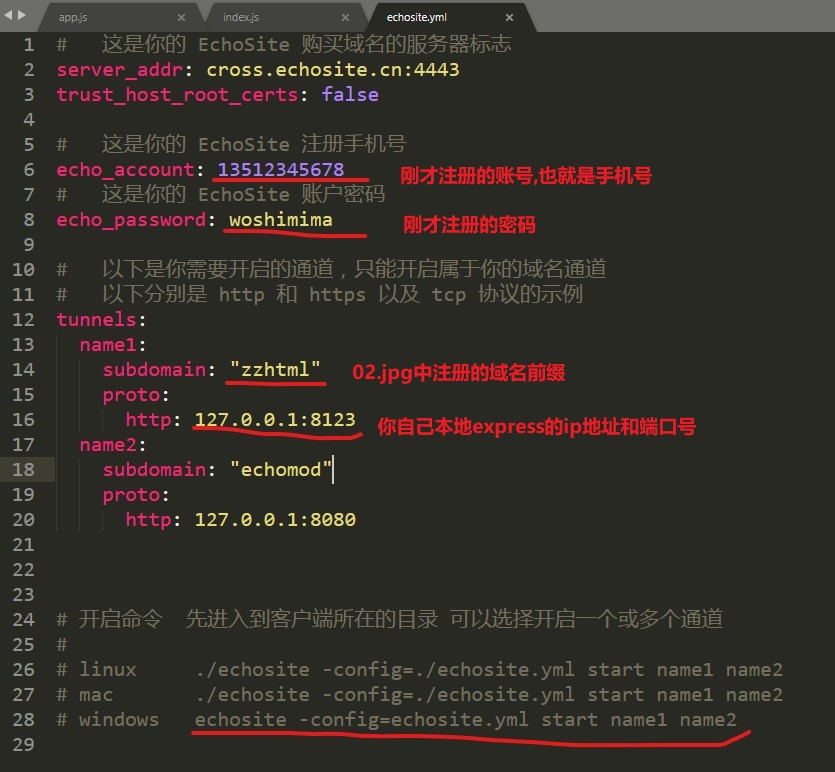 app.js × index.js × echosite.yml ×
1 # 这是你的 EchoSite 购买域名的服务器标志
2 server_addr: cross.echosite.cn:4443
3 trust_host_root_certs: false
4
5 # 这是你的 EchoSite 注册手机号
6 echo_account: 13512345678 刚才注册的账号,也就是手机号
7 # 这是你的 EchoSite 账户密码
8 echo_password: woshimima 刚才注册的密码
9
10 # 以下是你需要开启的通道，只能开启属于你的域名通道
11 # 以下分别是 http 和 https 以及 tcp 协议的示例
12 tunnels:
13 name1:
14 subdomain: "zzhtml" 02.jpg中注册的域名前缀
15 proto:
16 http: 127.0.0.1:8123 你自己本地express的ip地址和端口号
17 name2:
18 subdomain: "echomod"
19 proto:
20 http: 127.0.0.1:8080
21
22
23
24 # 开启命令 先进入到客户端所在的目录 可以选择开启一个或多个通道
25 #
26 # linux ./echosite -config=./echosite.yml start name1 name2
27 # mac ./echosite -config=./echosite.yml start name1 name2
28 # windows echosite -config=echosite.yml start name1 name2
29